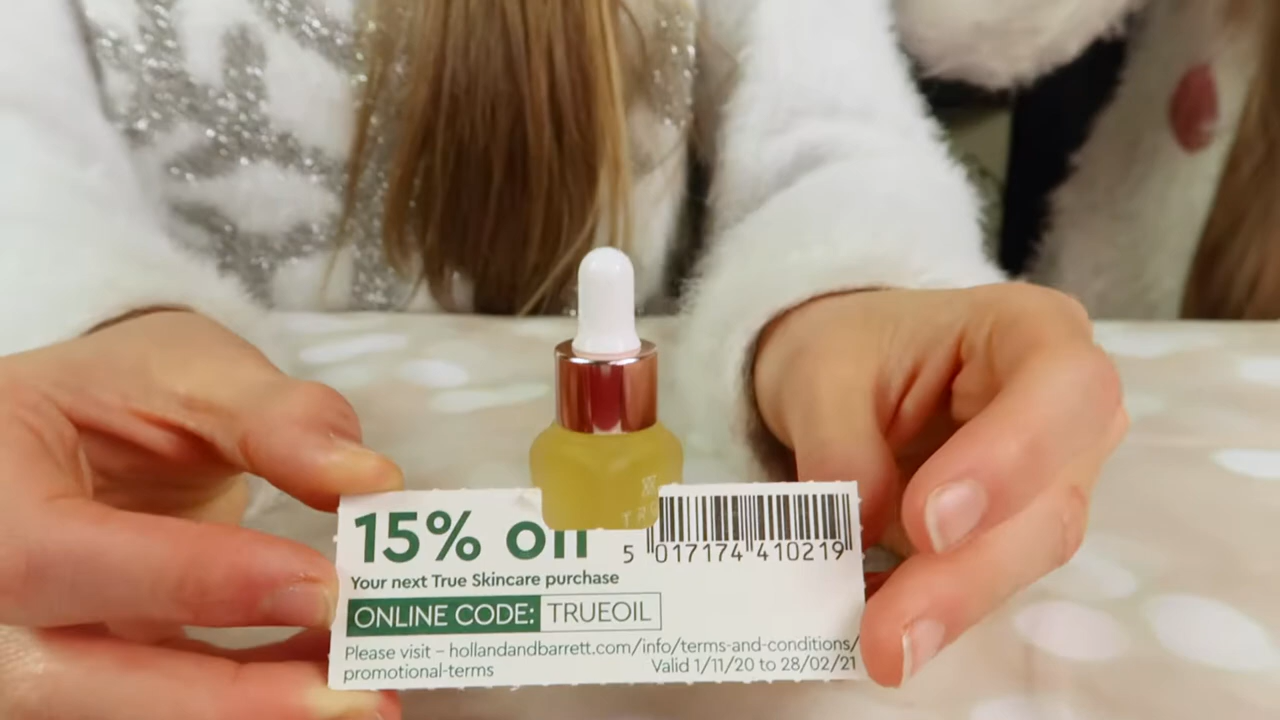 15% off
5 017174 410219
Your next True Skincare purchase
ONLINE CODE: TRUEOIL
Please visit – hollandandbarrett.com/info/terms-and-conditions/
promotional-terms
Valid 1/11/20 to 28/02/21